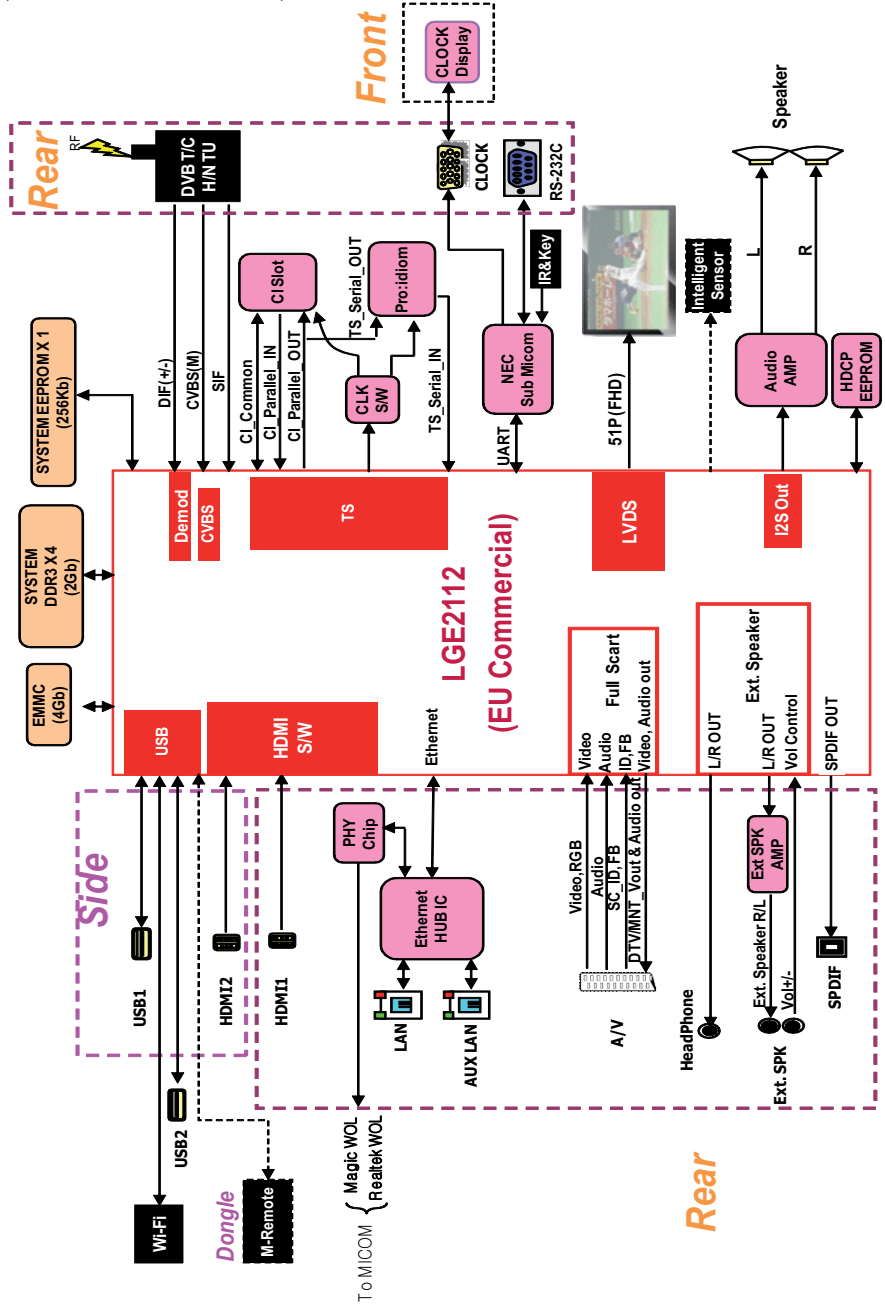 Rear
RF
DVB T/C
H/N TU
Front
CLOCK
Display
CLOCK
RS-232C
IR&Key
Speaker
L
R
SYSTEM EEPROM X 1
(256Kb)
DIF(+/-)
CVBS(M)
SIF
CI_Common
CI_Parallel_IN
CI_Parallel_OUT
CI Slot
TS_Serial_OUT
Pro:idiom
CLK
S/W
TS_Serial_IN
NEC
Sub Micom
UART
51P (FHD)
Intelligent
Sensor
Audio
AMP
HDCP
EEPROM
SYSTEM
DDR3 X4
(2Gb)
EMMC
(4Gb)
Demod
CVBS
TS
LVDS
I2S Out
LGE2112
(EU Commercial)
USB
HDMI
S/W
Ethernet
Video
Audio
ID,FB
Video, Audio out
Full Scart
L/R OUT
Ext. Speaker
L/R OUT
Vol Control
SPDIF OUT
Side
USB1
HDMI2
HDMI1
USB2
Wi-Fi
Dongle
M-Remote
PHY
Chip
Ethernet
HUB IC
LAN
AUX LAN
Magic WOL
Realtek WOL
To MICOM
Video,RGB
Audio
SC_ID,FB
DTV/MNT_Vout & Audio out
A/V
HeadPhone
Ext SPK
AMP
Ext. Speaker R/L
Vol+/-
Ext. SPK
SPDIF
Rear